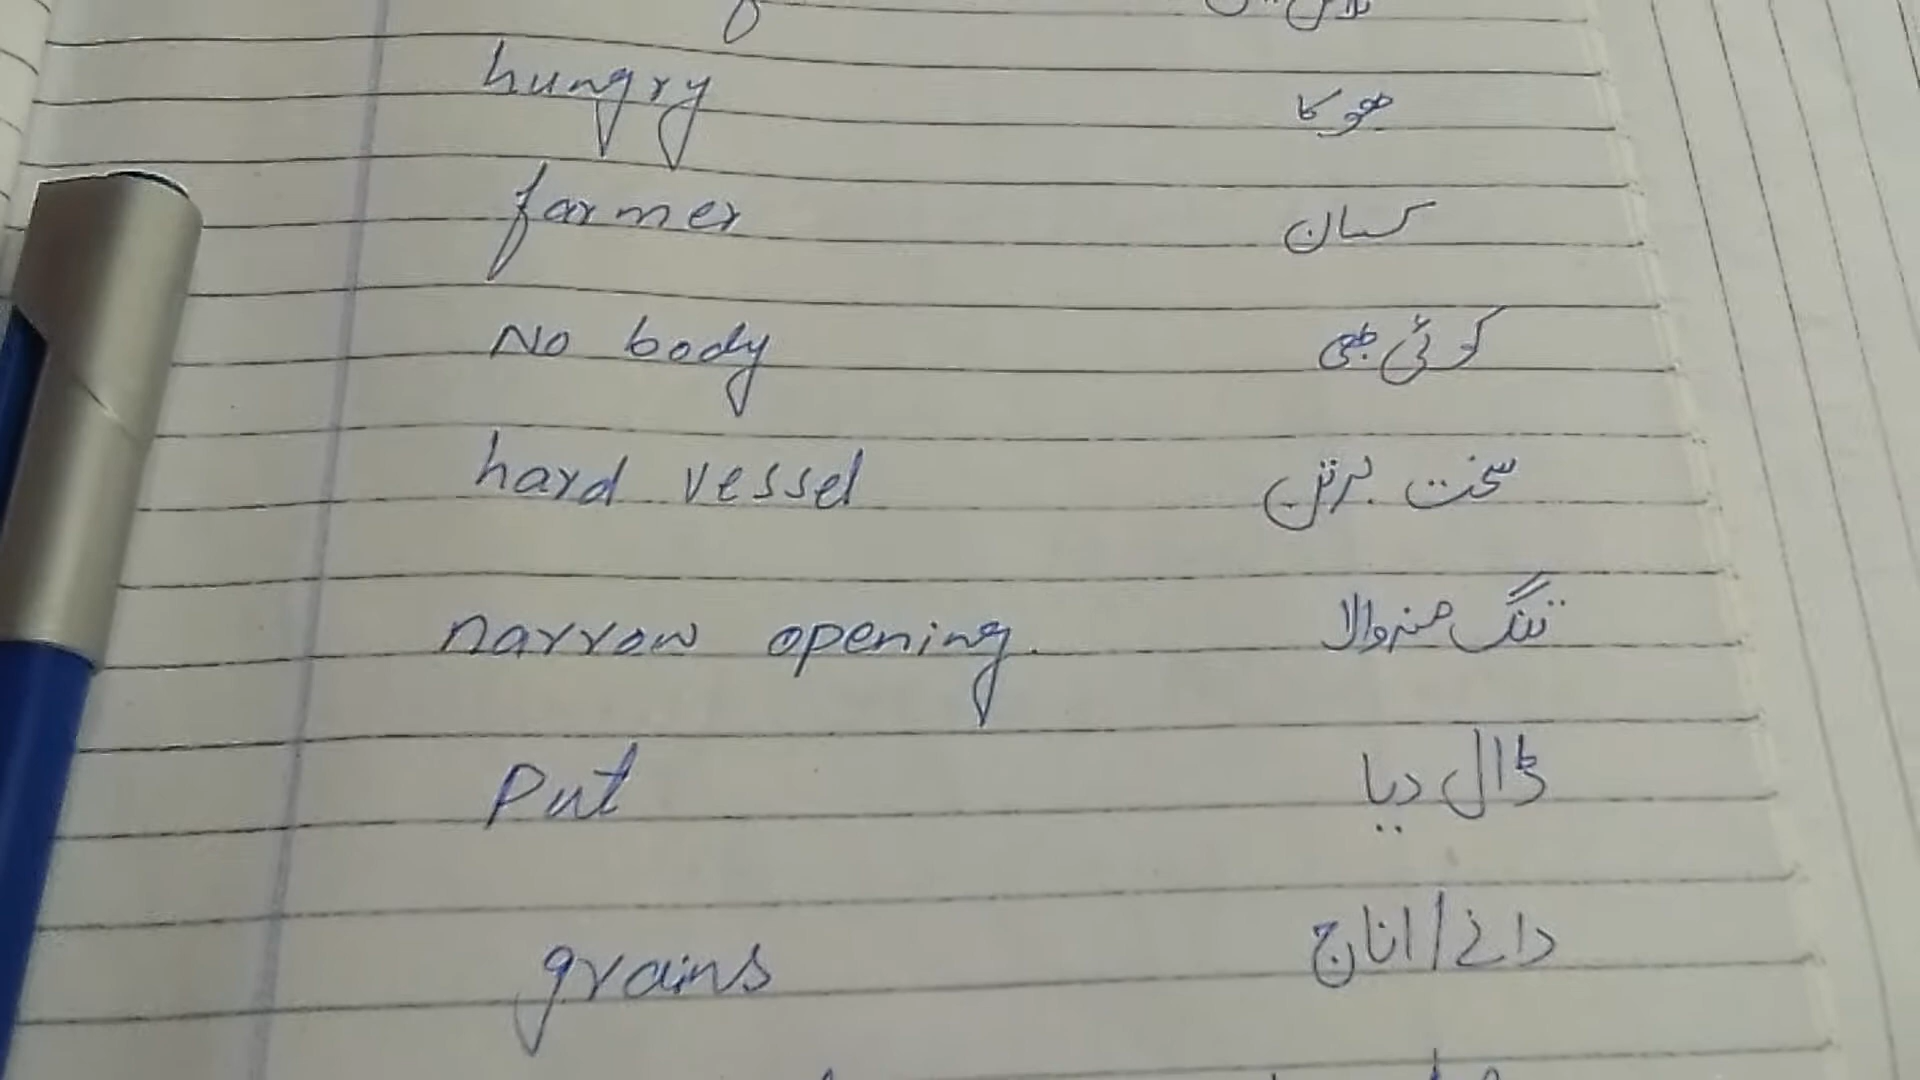 hungry بھوکا
farmer کسان
No body کوئی بھی
hard vessel سخت برتن
narrow opening. تنگ منہ والا
Put ڈال دیا
grains دانے / اناج